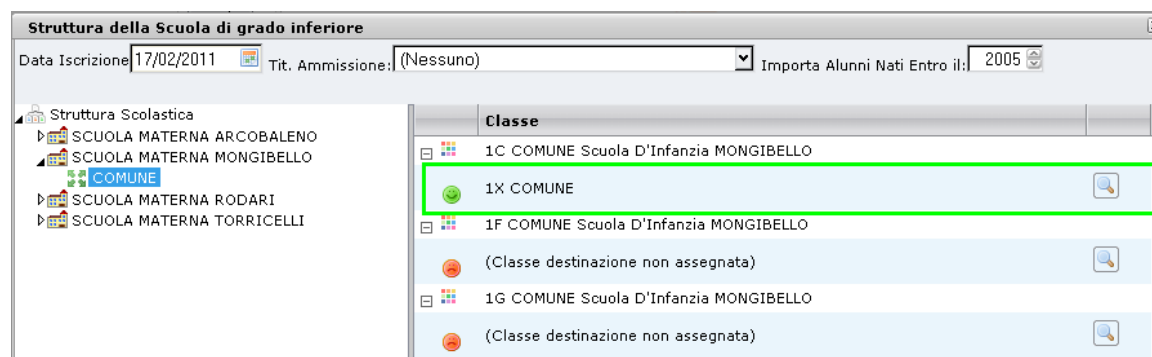 Struttura della Scuola di grado inferiore
Data Iscrizione 17/02/2011 Tit. Ammissione: (Nessuno) Importa Alunni Nati Entro il: 2005
Struttura Scolastica
SCUOLA MATERNA ARCOBALENO
SCUOLA MATERNA MONGIBELLO
COMUNE
SCUOLA MATERNA RODARI
SCUOLA MATERNA TORRICELLI
Classe
1C COMUNE Scuola D'Infanzia MONGIBELLO
1X COMUNE
1F COMUNE Scuola D'Infanzia MONGIBELLO
(Classe destinazione non assegnata)
1G COMUNE Scuola D'Infanzia MONGIBELLO
(Classe destinazione non assegnata)